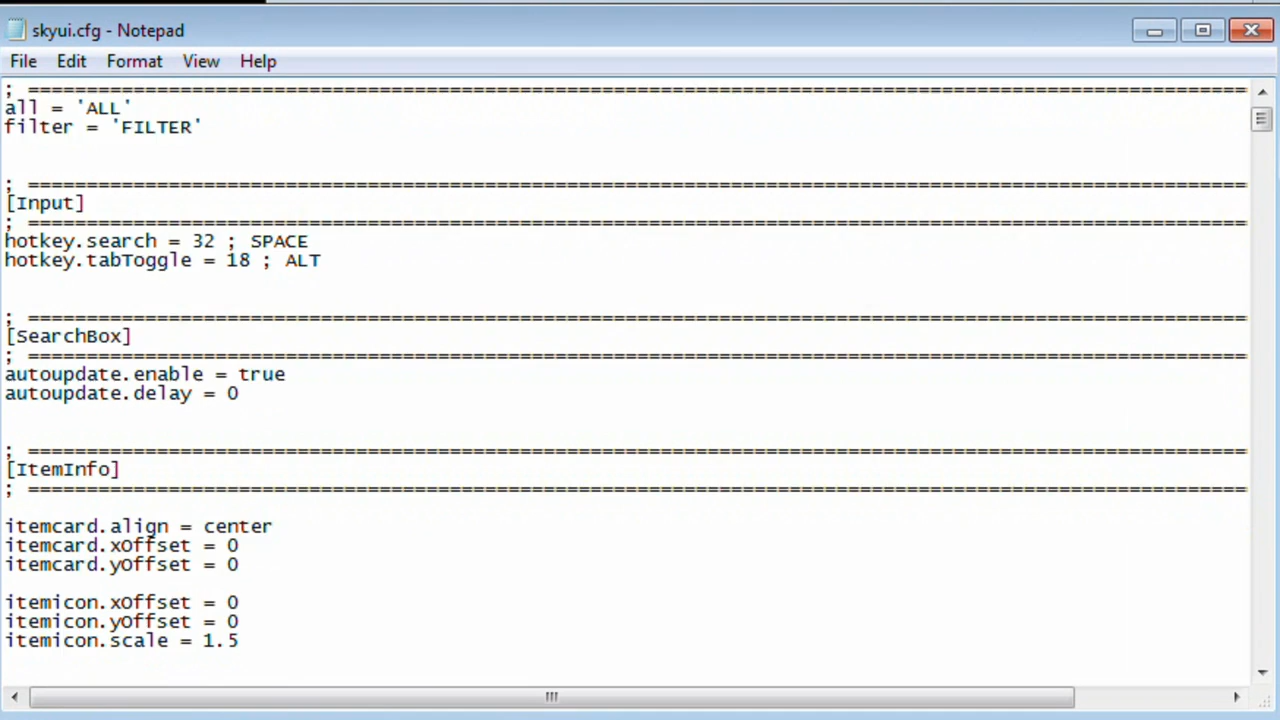 skyui.cfg - Notepad
File Edit Format View Help
; ========================================================================================================
all = 'ALL'
filter = 'FILTER'
; ========================================================================================================
[Input]
; ========================================================================================================
hotkey.search = 32 ; SPACE
hotkey.tabToggle = 18 ; ALT
; ========================================================================================================
[SearchBox]
; ========================================================================================================
autoupdate.enable = true
autoupdate.delay = 0
; ========================================================================================================
[ItemInfo]
; ========================================================================================================
itemcard.align = center
itemcard.xOffset = 0
itemcard.yOffset = 0
itemicon.xOffset = 0
itemicon.yOffset = 0
itemicon.scale = 1.5